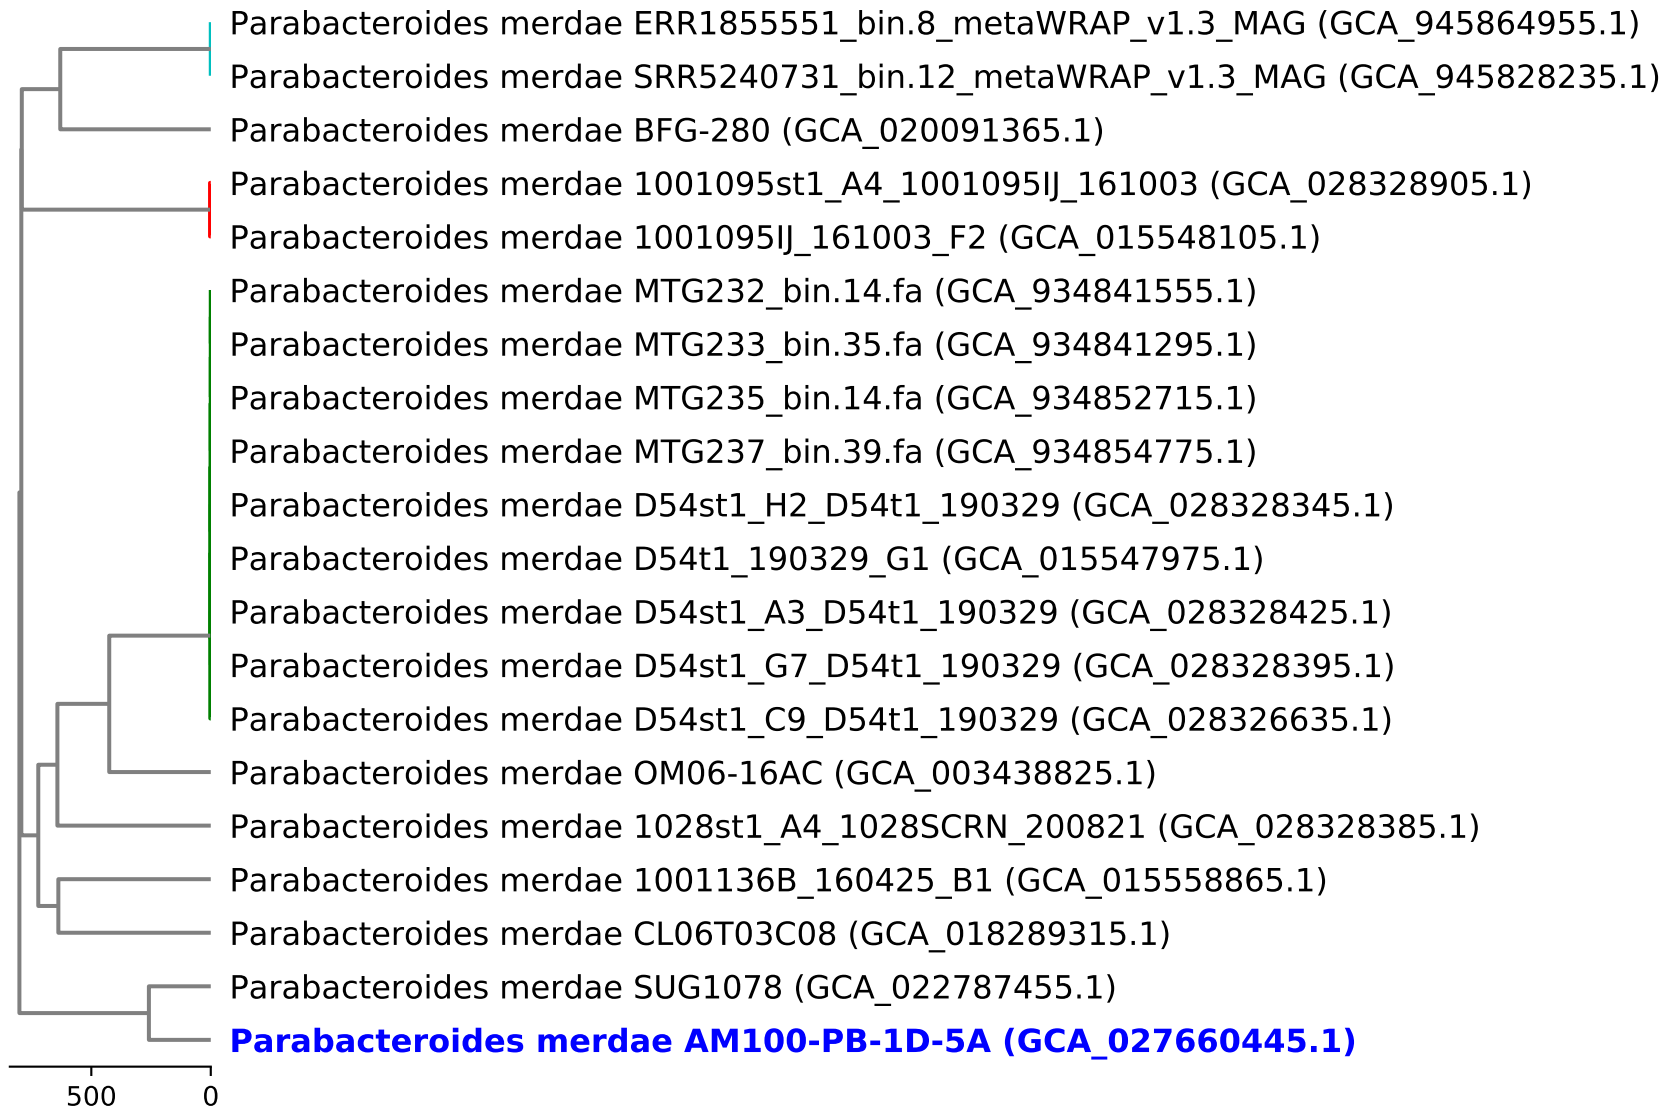 Parabacteroides merdae ERR1855551_bin.8_metaWRAP_v1.3_MAG (GCA_945864955.1)
Parabacteroides merdae SRR5240731_bin.12_metaWRAP_v1.3_MAG (GCA_945828235.1)
Parabacteroides merdae BFG-280 (GCA_020091365.1)
Parabacteroides merdae 1001095st1_A4_1001095IJ_161003 (GCA_028328905.1)
Parabacteroides merdae 1001095IJ_161003_F2 (GCA_015548105.1)
Parabacteroides merdae MTG232_bin.14.fa (GCA_934841555.1)
Parabacteroides merdae MTG233_bin.35.fa (GCA_934841295.1)
Parabacteroides merdae MTG235_bin.14.fa (GCA_934852715.1)
Parabacteroides merdae MTG237_bin.39.fa (GCA_934854775.1)
Parabacteroides merdae D54st1_H2_D54t1_190329 (GCA_028328345.1)
Parabacteroides merdae D54t1_190329_G1 (GCA_015547975.1)
Parabacteroides merdae D54st1_A3_D54t1_190329 (GCA_028328425.1)
Parabacteroides merdae D54st1_G7_D54t1_190329 (GCA_028328395.1)
Parabacteroides merdae D54st1_C9_D54t1_190329 (GCA_028326635.1)
Parabacteroides merdae OM06-16AC (GCA_003438825.1)
Parabacteroides merdae 1028st1_A4_1028SCRN_200821 (GCA_028328385.1)
Parabacteroides merdae 1001136B_160425_B1 (GCA_015558865.1)
Parabacteroides merdae CL06T03C08 (GCA_018289315.1)
Parabacteroides merdae SUG1078 (GCA_022787455.1)
Parabacteroides merdae AM100-PB-1D-5A (GCA_027660445.1)
500 0